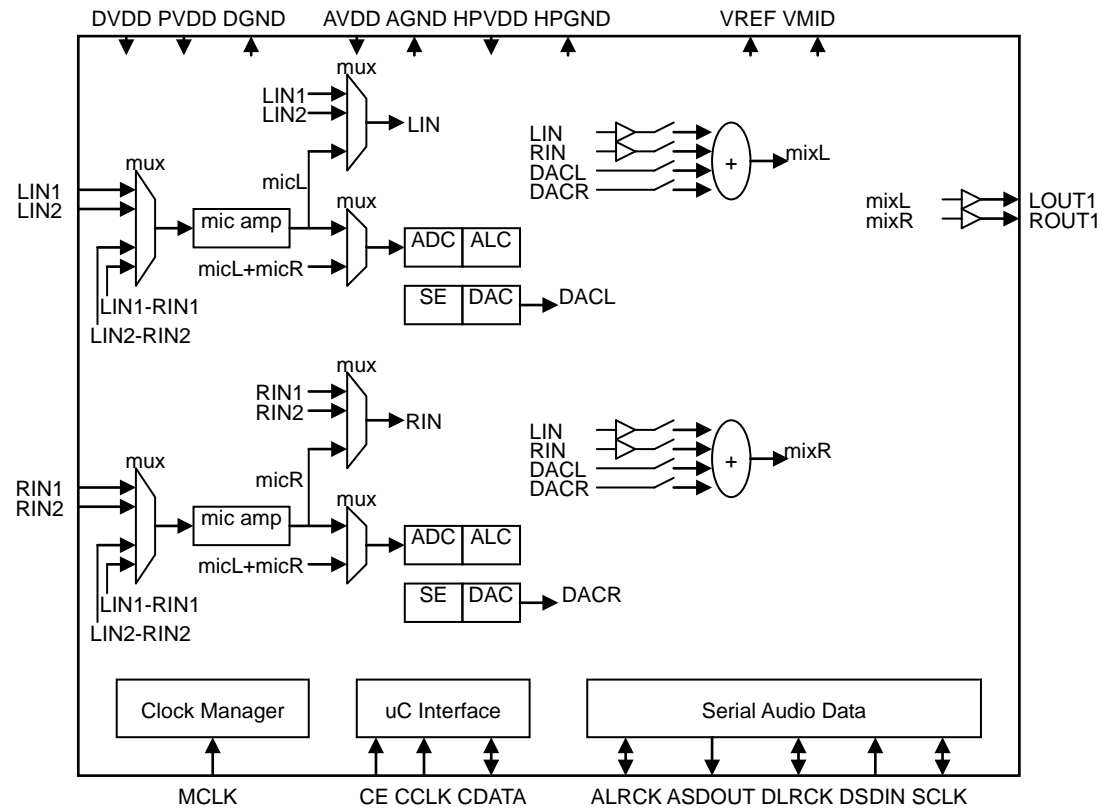 DVDD PVDD DGND AVDD AGND HPVDD HPGND VREF VMID
mux
LIN1
LIN2
LIN
micL
mux
LIN1
LIN2
mic amp
mux
micL+micR
ADC ALC
SE DAC
DACL
LIN1-RIN1
LIN2-RIN2
LIN
RIN
DACL
DACR
+
mixL
mixL
mixR
LOUT1
ROUT1
mux
RIN1
RIN2
RIN
micR
mux
RIN1
RIN2
mic amp
mux
micL+micR
ADC ALC
SE DAC
DACR
LIN1-RIN1
LIN2-RIN2
LIN
RIN
DACL
DACR
+
mixR
Clock Manager
uC Interface
Serial Audio Data
MCLK
CE CCLK CDATA
ALRCK ASDOUT DLRCK DSDIN SCLK